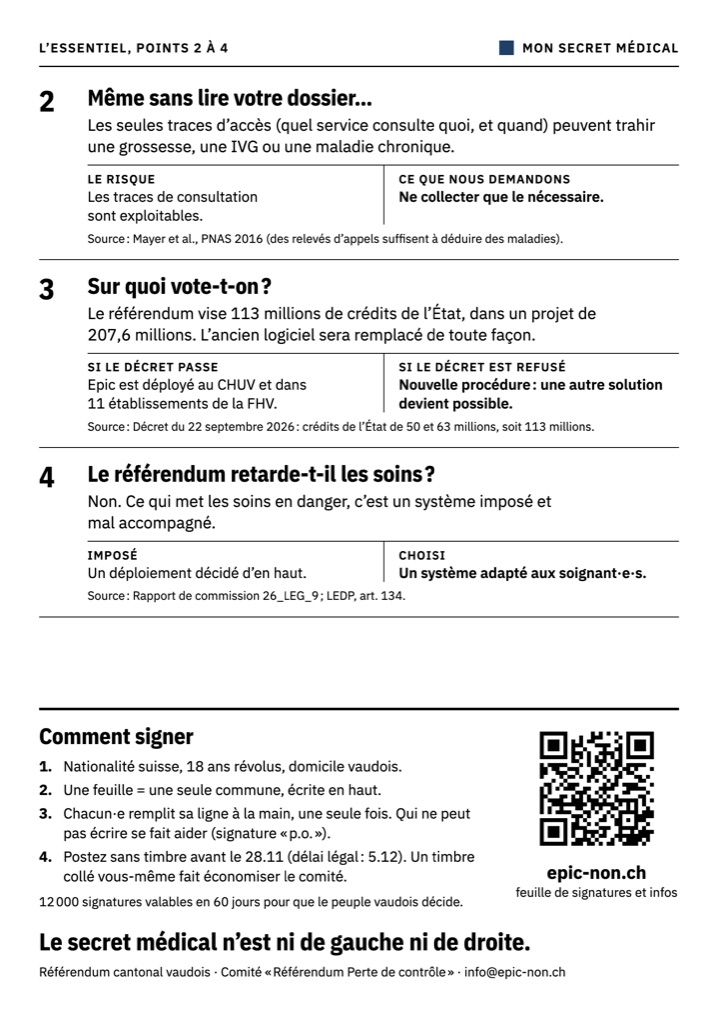 L'ESSENTIEL, POINTS 2 À 4
MON SECRET MÉDICAL
2 Même sans lire votre dossier…
Les seules traces d'accès (quel service consulte quoi, et quand) peuvent trahir
une grossesse, une IVG ou une maladie chronique.
LE RISQUE
Les traces de consultation
sont exploitables.
CE QUE NOUS DEMANDONS
Ne collecter que le nécessaire.
Source : Mayer et al., PNAS 2016 (des relevés d'appels suffisent à déduire des maladies).
3 Sur quoi vote-t-on ?
Le référendum vise 113 millions de crédits de l'État, dans un projet de
207,6 millions. L'ancien logiciel sera remplacé de toute façon.
SI LE DÉCRET PASSE
Epic est déployé au CHUV et dans
11 établissements de la FHV.
SI LE DÉCRET EST REFUSÉ
Nouvelle procédure : une autre solution
devient possible.
Source : Décret du 22 septembre 2026 : crédits de l'État de 50 et 63 millions, soit 113 millions.
4 Le référendum retarde-t-il les soins ?
Non. Ce qui met les soins en danger, c'est un système imposé et
mal accompagné.
IMPOSÉ
Un déploiement décidé d'en haut.
CHOISI
Un système adapté aux soignant·e·s.
Source : Rapport de commission 26_LEG_9 ; LEDP, art. 134.
Comment signer
1. Nationalité suisse, 18 ans révolus, domicile vaudois.
2. Une feuille = une seule commune, écrite en haut.
3. Chacun·e remplit sa ligne à la main, une seule fois. Qui ne peut
pas écrire se fait aider (signature « p.o. »).
4. Postez sans timbre avant le 28.11 (délai légal : 5.12). Un timbre
collé vous-même fait économiser le comité.
12 000 signatures valables en 60 jours pour que le peuple vaudois décide.
epic-non.ch
feuille de signatures et infos
Le secret médical n'est ni de gauche ni de droite.
Référendum cantonal vaudois · Comité « Référendum Perte de contrôle » · info@epic-non.ch